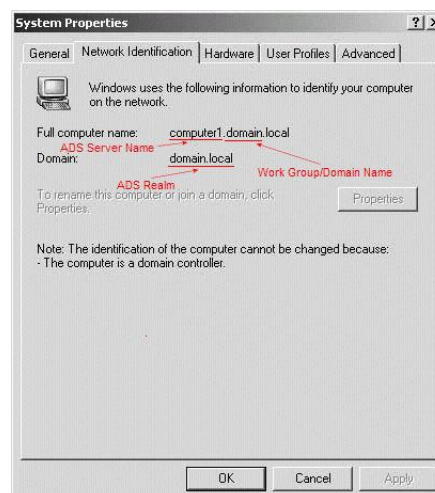 System Properties
General Network Identification Hardware User Profiles Advanced
Windows uses the following information to identify your computer
on the network.
Full computer name: computer1.domain.local
ADS Server Name
Domain: domain.local
Work Group/Domain Name
ADS Realm
To rename this computer or join a domain, click
Properties.
Properties
Note: The identification of the computer cannot be changed because:
- The computer is a domain controller.
OK Cancel Apply